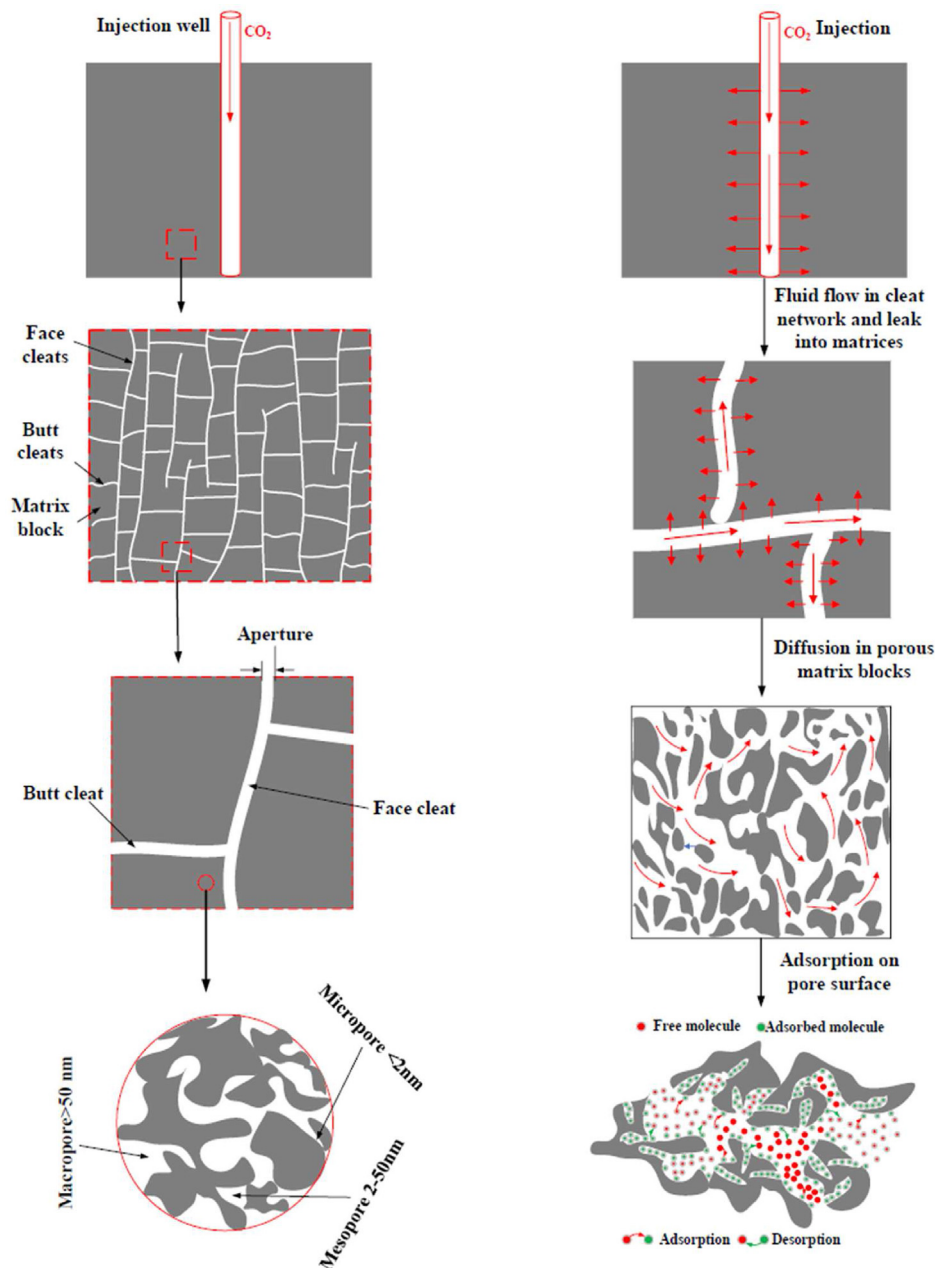 Injection well
CO₂
Face
cleats
Butt
cleats
Matrix
block
Aperture
Butt cleat
Face cleat
Micropore <2nm
Macropore>50 nm
Mesopore 2-50nm
CO₂ Injection
Fluid flow in cleat
network and leak
into matrices
Diffusion in porous
matrix blocks
Adsorption on
pore surface
Free molecule
Adsorbed molecule
Adsorption
Desorption